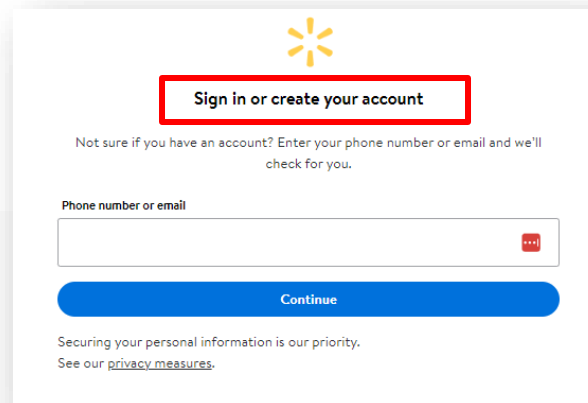 Sign in or create your account
Not sure if you have an account? Enter your phone number or email and we'll
check for you.
Phone number or email
Continue
Securing your personal information is our priority.
See our privacy measures.